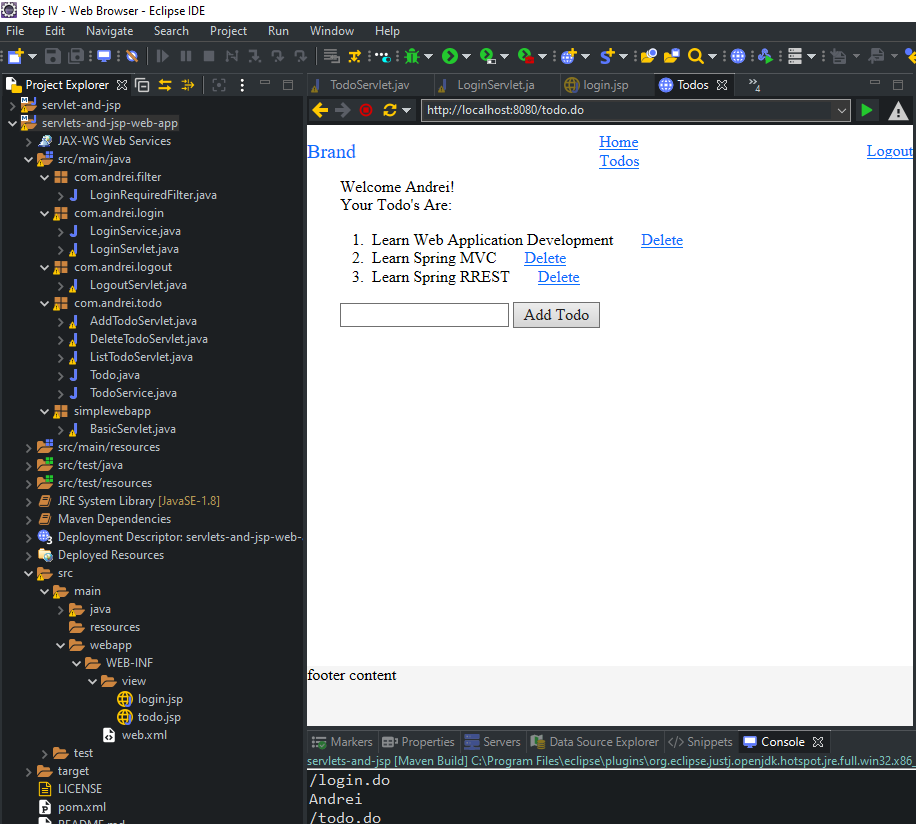 Step IV - Web Browser - Eclipse IDE
File Edit Navigate Search Project Run Window Help
Project Explorer
TodoServlet.jav LoginServlet.ja login.jsp Todos »4
servlet-and-jsp
servlets-and-jsp-web-app
JAX-WS Web Services
src/main/java
com.andrei.filter
LoginRequiredFilter.java
com.andrei.login
LoginService.java
LoginServlet.java
com.andrei.logout
LogoutServlet.java
com.andrei.todo
AddTodoServlet.java
DeleteTodoServlet.java
ListTodoServlet.java
Todo.java
TodoService.java
simplewebapp
BasicServlet.java
src/main/resources
src/test/java
src/test/resources
JRE System Library [JavaSE-1.8]
Maven Dependencies
Deployment Descriptor: servlets-and-jsp-web-
Deployed Resources
src
main
java
resources
webapp
WEB-INF
view
login.jsp
todo.jsp
web.xml
test
target
LICENSE
pom.xml
README.md
http://localhost:8080/todo.do
Brand
Home
Todos
Logout
Welcome Andrei!
Your Todo's Are:
1. Learn Web Application Development Delete
2. Learn Spring MVC Delete
3. Learn Spring RREST Delete
Add Todo
footer content
Markers Properties Servers Data Source Explorer Snippets Console
servlets-and-jsp [Maven Build] C:\Program Files\eclipse\plugins\org.eclipse.justj.openjdk.hotspot.jre.full.win32.x86_
/login.do
Andrei
/todo.do